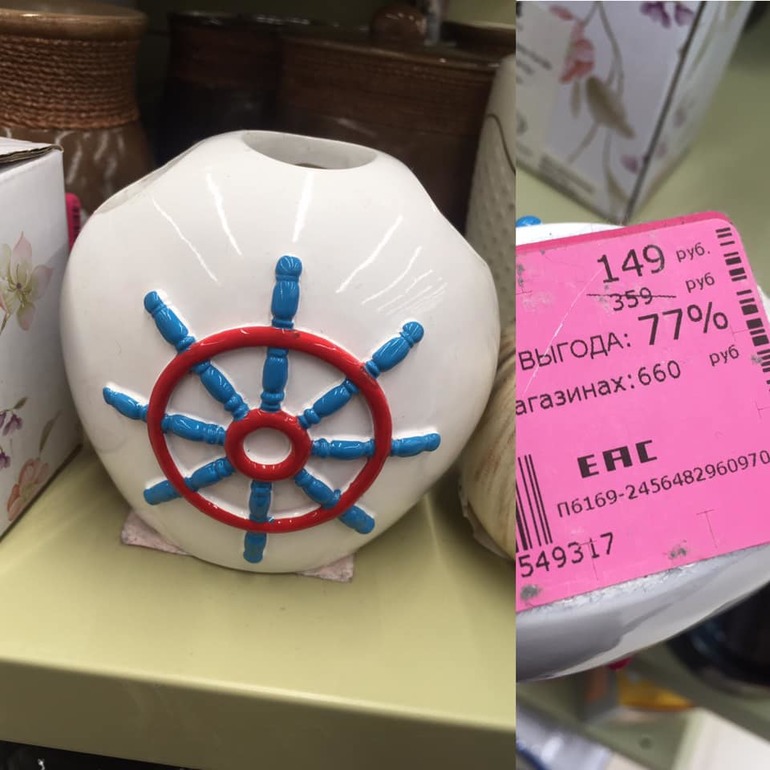 149 руб.
359 руб
ВЫГОДА: 77%
агазинах: 660 руб
EAC
П6169-2456482960970
549317